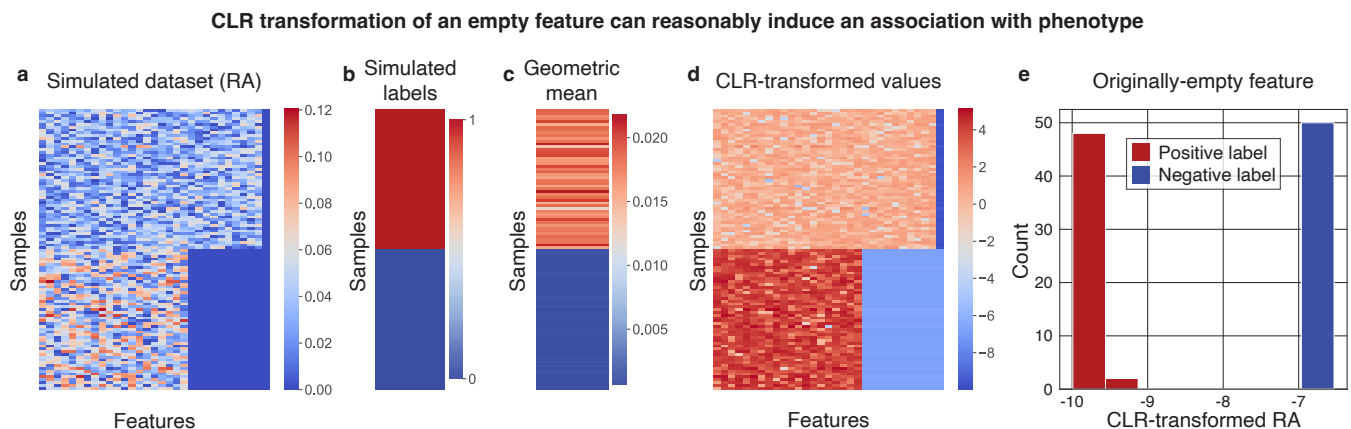 CLR transformation of an empty feature can reasonably induce an association with phenotype
a
Simulated dataset (RA)
Samples
Features
0.12
0.10
0.08
0.06
0.04
0.02
0.00
b
Simulated
labels
Samples
1
0
c
Geometric
mean
0.020
0.015
0.010
0.005
d
CLR-transformed values
Samples
Features
4
2
0
−2
−4
−6
−8
e
Originally-empty feature
Count
50
40
30
20
10
0
Positive label
Negative label
-10
-9
-8
-7
CLR-transformed RA